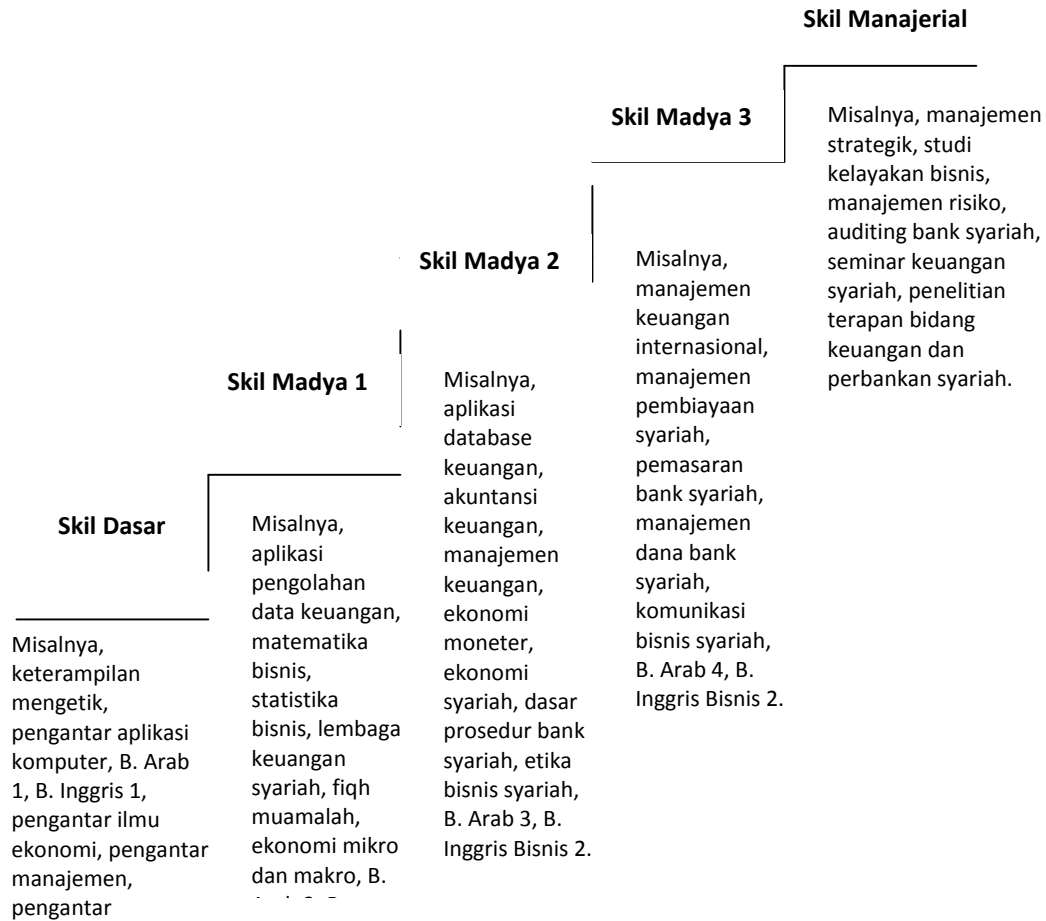 Skil Manajerial
Misalnya, manajemen
strategik, studi
kelayakan bisnis,
manajemen risiko,
auditing bank syariah,
seminar keuangan
syariah, penelitian
terapan bidang
keuangan dan
perbankan syariah.
Skil Madya 3
Misalnya,
manajemen
keuangan
internasional,
manajemen
pembiayaan
syariah,
pemasaran
bank syariah,
manajemen
dana bank
syariah,
komunikasi
bisnis syariah,
B. Arab 4, B.
Inggris Bisnis 2.
Skil Madya 2
Misalnya,
aplikasi
database
keuangan,
akuntansi
keuangan,
manajemen
keuangan,
ekonomi
moneter,
ekonomi
syariah, dasar
prosedur bank
syariah, etika
bisnis syariah,
B. Arab 3, B.
Inggris Bisnis 2.
Skil Madya 1
Misalnya,
aplikasi
pengolahan
data keuangan,
matematika
bisnis,
statistika
bisnis, lembaga
keuangan
syariah, fiqh
muamalah,
ekonomi mikro
dan makro, B.
Skil Dasar
Misalnya,
keterampilan
mengetik,
pengantar aplikasi
komputer, B. Arab
1, B. Inggris 1,
pengantar ilmu
ekonomi, pengantar
manajemen,
pengantar